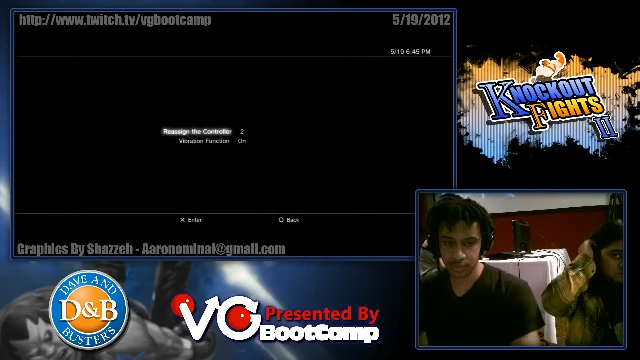 http://www.twitch.tv/vgbootcamp
5/19/2012
5/19 6:45 PM
KNOCKOUT
FIGHTS
II
Reassign the Controller 2
Vibration Function On
✕ Enter
○ Back
Graphics By Shazzeh - Aaronominal@gmail.com
DAVE AND
D&B
BUSTER'S
VG
Presented By
BootCamp